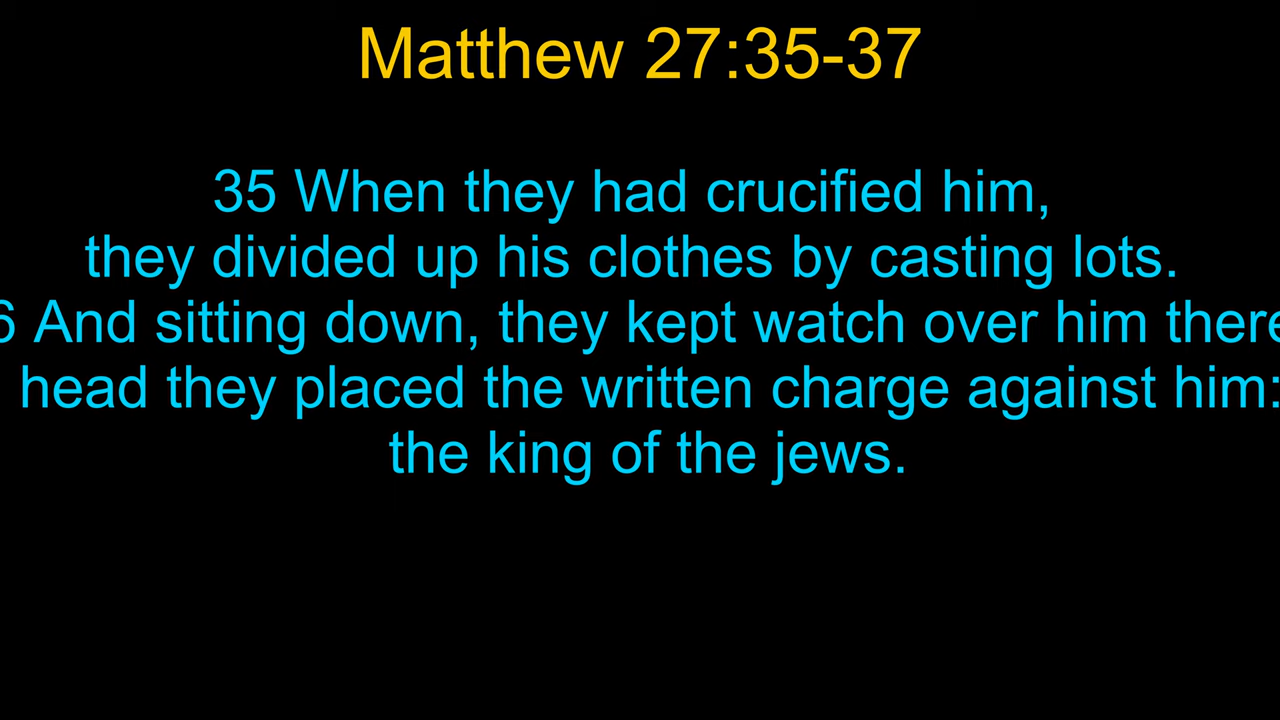 Matthew 27:35-37
35 When they had crucified him,
they divided up his clothes by casting lots.
6 And sitting down, they kept watch over him there
head they placed the written charge against him:
the king of the jews.